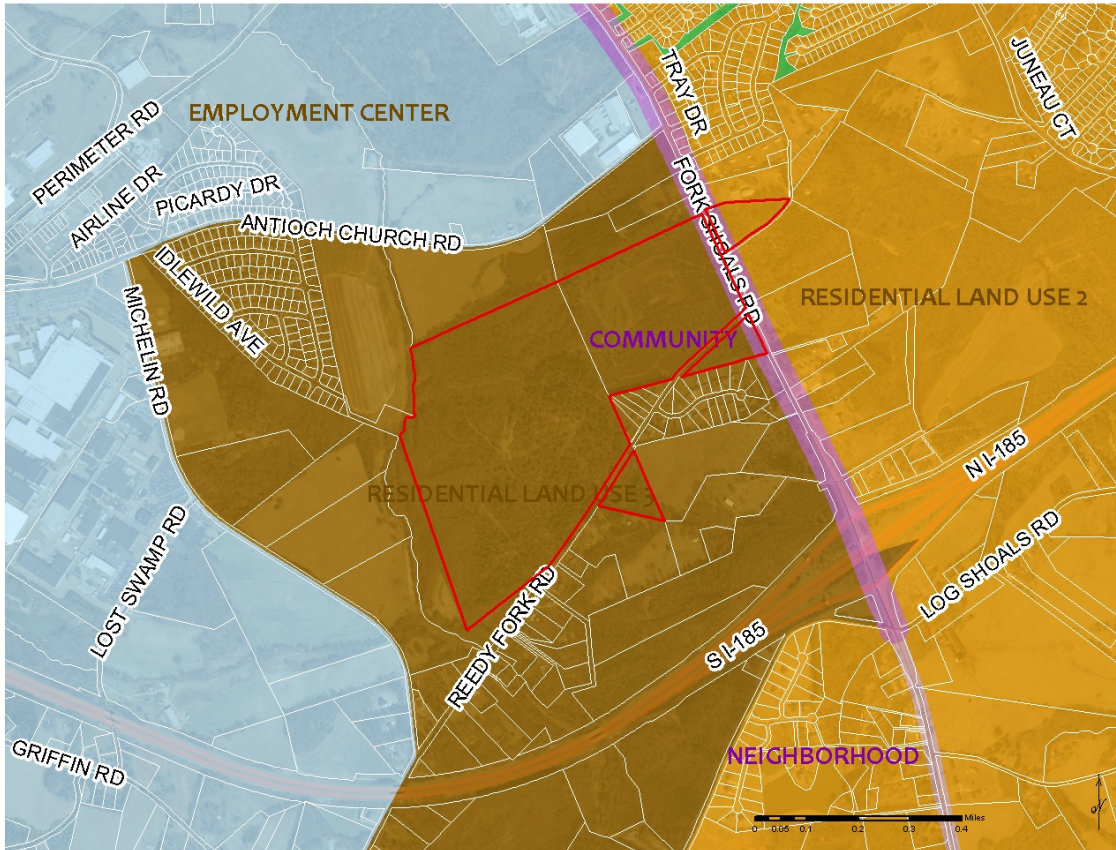 TRAY DR
JUNEAU CT
EMPLOYMENT CENTER
PERIMETER RD
AIRLINE DR
PICARDY DR
ANTIOCH CHURCH RD
FORK SHOALS RD
IDLEWILD AVE
MICHELIN RD
RESIDENTIAL LAND USE 2
COMMUNITY
N I-185
RESIDENTIAL LAND USE 3
LOST SWAMP RD
REEDY FORK RD
LOG SHOALS RD
S I-185
GRIFFIN RD
NEIGHBORHOOD
Miles
0 0.05 0.1 0.2 0.3 0.4